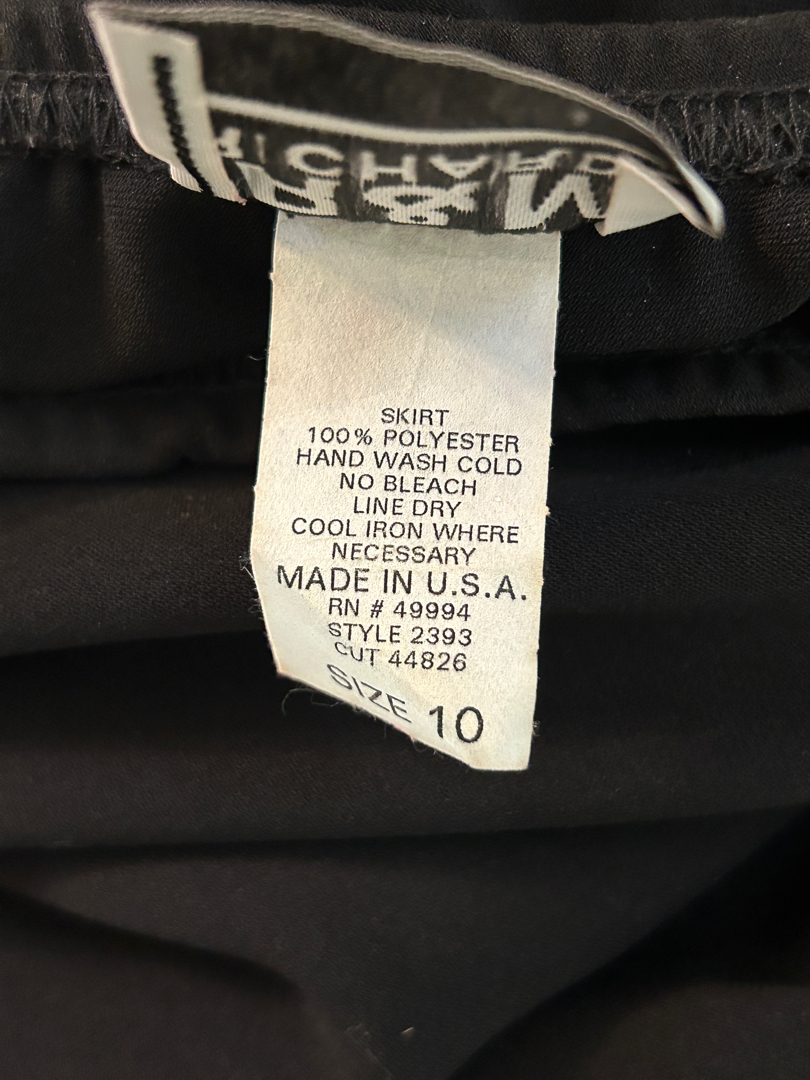 R&M
RICHARDS
SKIRT
100% POLYESTER
HAND WASH COLD
NO BLEACH
LINE DRY
COOL IRON WHERE
NECESSARY
MADE IN U.S.A.
RN # 49994
STYLE 2393
CUT 44826
SIZE 10